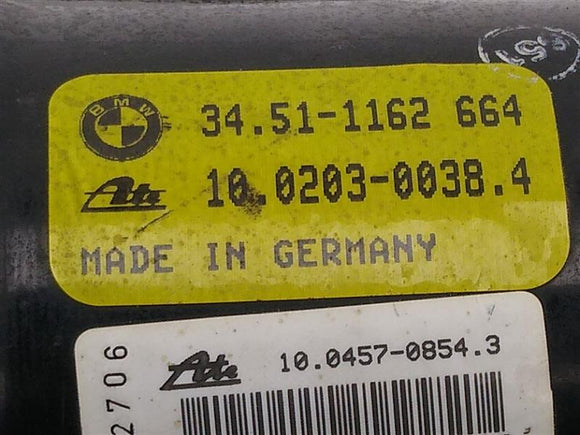 BMW 34.51-1162 664
Ate 10.0203-0038.4
MADE IN GERMANY
Ate 10.0457-0854.3
2706